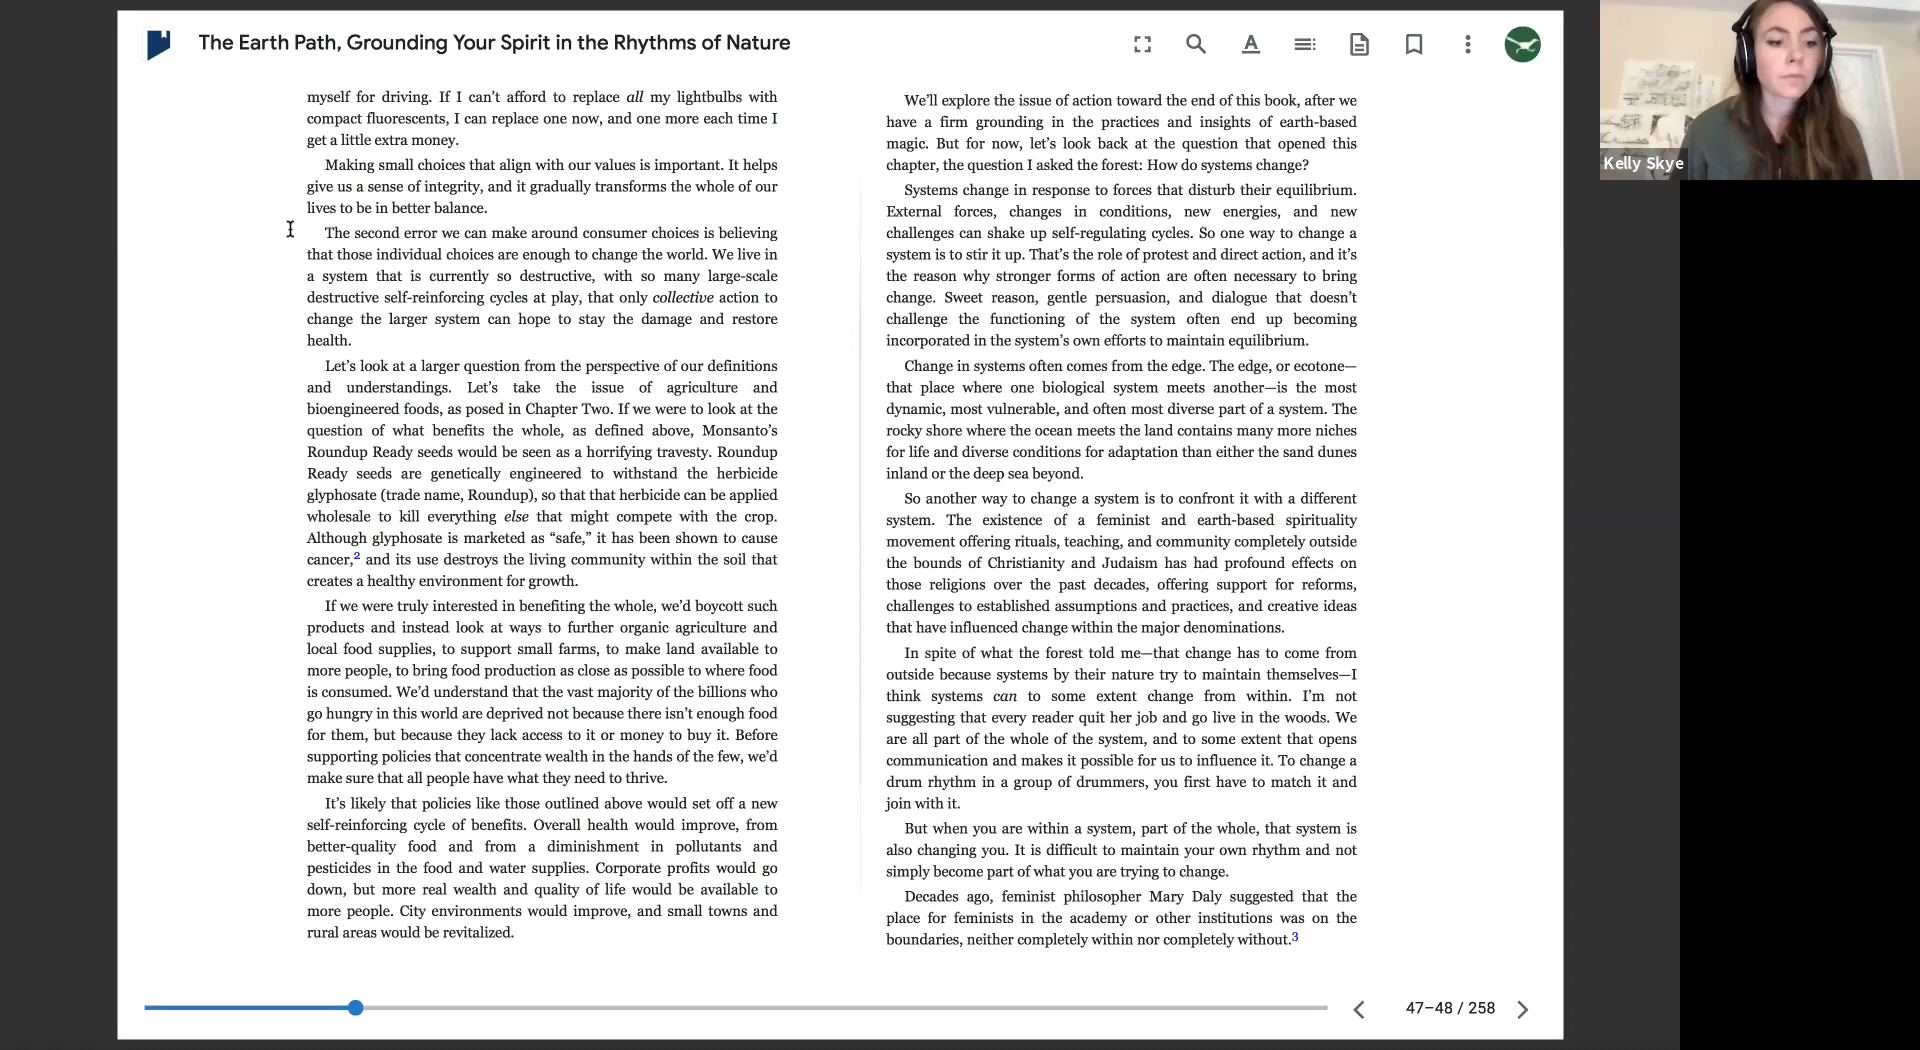 The Earth Path, Grounding Your Spirit in the Rhythms of Nature
myself for driving. If I can’t afford to replace all my lightbulbs with
compact fluorescents, I can replace one now, and one more each time I
get a little extra money.
Making small choices that align with our values is important. It helps
give us a sense of integrity, and it gradually transforms the whole of our
lives to be in better balance.
The second error we can make around consumer choices is believing
that those individual choices are enough to change the world. We live in
a system that is currently so destructive, with so many large-scale
destructive self-reinforcing cycles at play, that only collective action to
change the larger system can hope to stay the damage and restore
health.
Let’s look at a larger question from the perspective of our definitions
and understandings. Let’s take the issue of agriculture and
bioengineered foods, as posed in Chapter Two. If we were to look at the
question of what benefits the whole, as defined above, Monsanto’s
Roundup Ready seeds would be seen as a horrifying travesty. Roundup
Ready seeds are genetically engineered to withstand the herbicide
glyphosate (trade name, Roundup), so that that herbicide can be applied
wholesale to kill everything else that might compete with the crop.
Although glyphosate is marketed as “safe,” it has been shown to cause
cancer,2 and its use destroys the living community within the soil that
creates a healthy environment for growth.
If we were truly interested in benefiting the whole, we’d boycott such
products and instead look at ways to further organic agriculture and
local food supplies, to support small farms, to make land available to
more people, to bring food production as close as possible to where food
is consumed. We’d understand that the vast majority of the billions who
go hungry in this world are deprived not because there isn’t enough food
for them, but because they lack access to it or money to buy it. Before
supporting policies that concentrate wealth in the hands of the few, we’d
make sure that all people have what they need to thrive.
It’s likely that policies like those outlined above would set off a new
self-reinforcing cycle of benefits. Overall health would improve, from
better-quality food and from a diminishment in pollutants and
pesticides in the food and water supplies. Corporate profits would go
down, but more real wealth and quality of life would be available to
more people. City environments would improve, and small towns and
rural areas would be revitalized.
We’ll explore the issue of action toward the end of this book, after we
have a firm grounding in the practices and insights of earth-based
magic. But for now, let’s look back at the question that opened this
chapter, the question I asked the forest: How do systems change?
Systems change in response to forces that disturb their equilibrium.
External forces, changes in conditions, new energies, and new
challenges can shake up self-regulating cycles. So one way to change a
system is to stir it up. That’s the role of protest and direct action, and it’s
the reason why stronger forms of action are often necessary to bring
change. Sweet reason, gentle persuasion, and dialogue that doesn’t
challenge the functioning of the system often end up becoming
incorporated in the system’s own efforts to maintain equilibrium.
Change in systems often comes from the edge. The edge, or ecotone—
that place where one biological system meets another—is the most
dynamic, most vulnerable, and often most diverse part of a system. The
rocky shore where the ocean meets the land contains many more niches
for life and diverse conditions for adaptation than either the sand dunes
inland or the deep sea beyond.
So another way to change a system is to confront it with a different
system. The existence of a feminist and earth-based spirituality
movement offering rituals, teaching, and community completely outside
the bounds of Christianity and Judaism has had profound effects on
those religions over the past decades, offering support for reforms,
challenges to established assumptions and practices, and creative ideas
that have influenced change within the major denominations.
In spite of what the forest told me—that change has to come from
outside because systems by their nature try to maintain themselves—I
think systems can to some extent change from within. I’m not
suggesting that every reader quit her job and go live in the woods. We
are all part of the whole of the system, and to some extent that opens
communication and makes it possible for us to influence it. To change a
drum rhythm in a group of drummers, you first have to match it and
join with it.
But when you are within a system, part of the whole, that system is
also changing you. It is difficult to maintain your own rhythm and not
simply become part of what you are trying to change.
Decades ago, feminist philosopher Mary Daly suggested that the
place for feminists in the academy or other institutions was on the
boundaries, neither completely within nor completely without.3
47–48 / 258
Kelly Skye